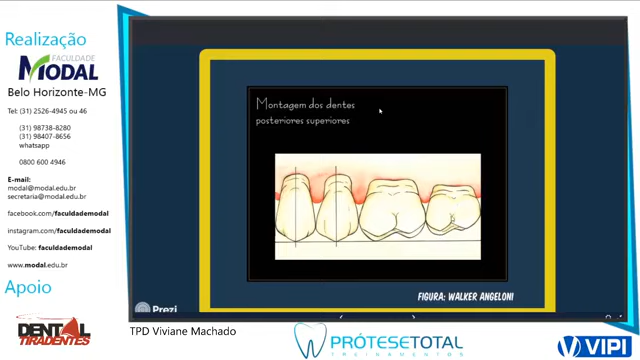 Realização
FACULDADE
MODAL
Belo Horizonte-MG
Tel: (31) 2526-4945 ou 46
(31) 98738-8280
(31) 98407-8656
whatsapp
0800 600 4946
E-mail:
modal@modal.edu.br
secretaria@modal.edu.br
facebook.com/faculdademodal
instagram.com/faculdademodal
YouTube: faculdademodal
www.modal.edu.br
Apoio
DENTAL
TIRADENTES
Montagem dos dentes
posteriores superiores
FIGURA: WALKER ANGELONI
Prezi
TPD Viviane Machado
PRÓTESETOTAL
TREINAMENTOS
VIPI